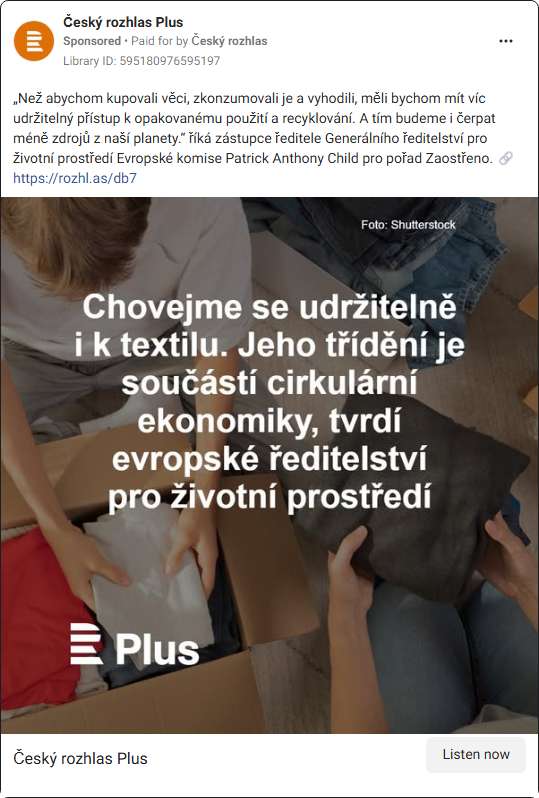 Český rozhlas Plus
Sponsored • Paid for by Český rozhlas
Library ID: 595180976595197
„Než abychom kupovali věci, zkonzumovali je a vyhodili, měli bychom mít víc
udržitelný přístup k opakovanému použití a recyklování. A tím budeme i čerpat
méně zdrojů z naší planety.“ říká zástupce ředitele Generálního ředitelství pro
životní prostředí Evropské komise Patrick Anthony Child pro pořad Zaostřeno. 🔗
https://rozhl.as/db7
Foto: Shutterstock
Chovejme se udržitelně
i k textilu. Jeho třídění je
součástí cirkulární
ekonomiky, tvrdí
evropské ředitelství
pro životní prostředí
Plus
Český rozhlas Plus
Listen now